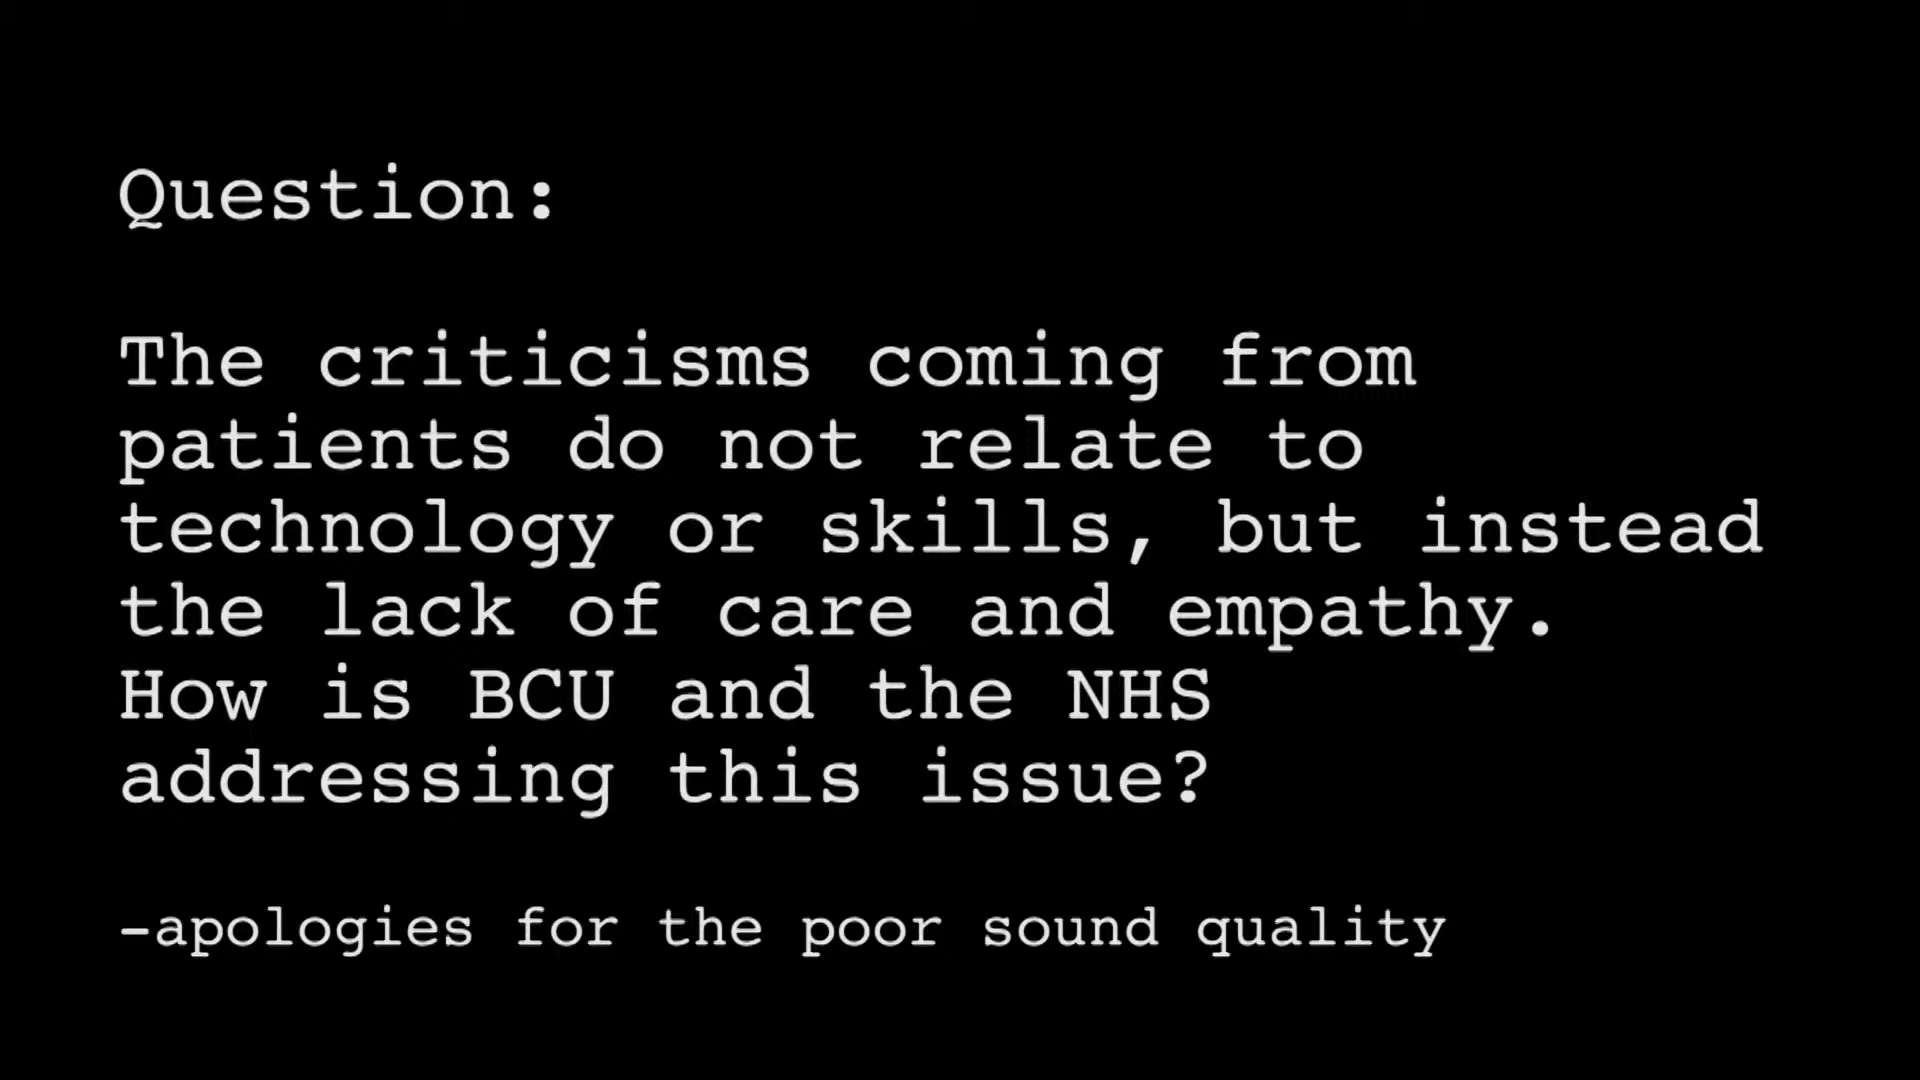 Question:
The criticisms coming from
patients do not relate to
technology or skills, but instead
the lack of care and empathy.
How is BCU and the NHS
addressing this issue?
-apologies for the poor sound quality